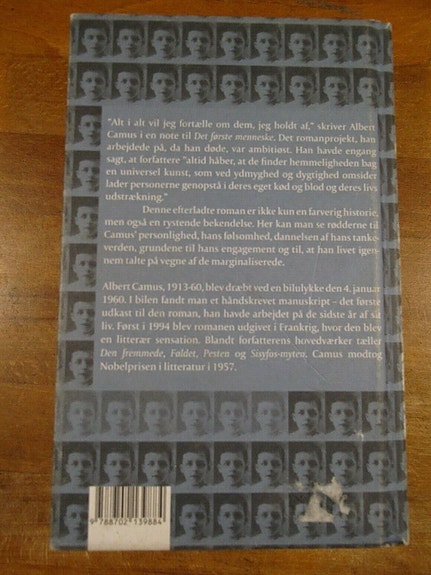 "Alt i alt vil jeg fortælle om dem, jeg holdt af," skriver Albert
Camus i en note til Det første menneske. Det romanprojekt, han
arbejdede på, da han døde, var ambitiøst. Han havde engang
sagt, at forfattere "altid håber, at de finder hemmeligheden bag
en universel kunst, som ved ydmyghed og dygtighed omsider
lader personerne genopstå i deres eget kød og blod og deres livs
udstrækning."
Denne efterladte roman er ikke kun en farverig historie,
men også en rystende bekendelse. Her kan man se rødderne til
Camus' personlighed, hans følsomhed, dannelsen af hans tanke-
verden, grundene til hans engagement og til, at han livet igen-
nem talte på vegne af de marginaliserede.
Albert Camus, 1913-60, blev dræbt ved en bilulykke den 4. januar
1960. I bilen fandt man et håndskrevet manuskript – det første
udkast til den roman, han havde arbejdet på de sidste år af sit
liv. Først i 1994 blev romanen udgivet i Frankrig, hvor den blev
en litterær sensation. Blandt forfatterens hovedværker tæller
Den fremmede, Faldet, Pesten og Sisyfos-myten. Camus modtog
Nobelprisen i litteratur i 1957.
9 788702 139884